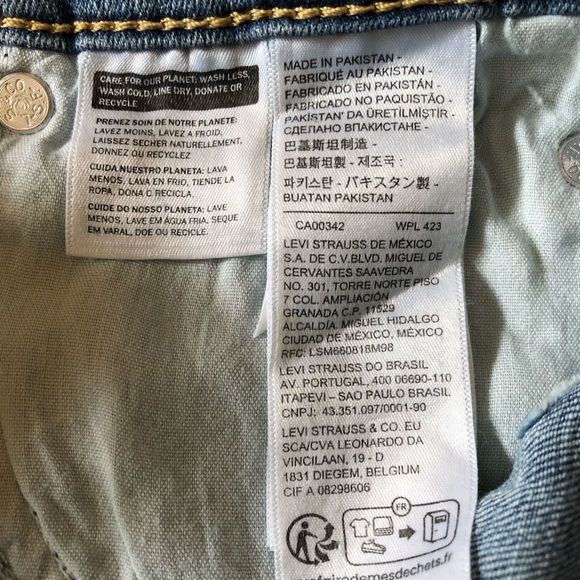 CARE FOR OUR PLANET: WASH LESS,
WASH COLD, LINE DRY, DONATE OR
RECYCLE
PRENEZ SOIN DE NOTRE PLANETE:
LAVEZ MOINS, LAVEZ A FROID,
LAISSEZ SECHER NATURELLEMENT,
DONNEZ OU RECYCLEZ
CUIDA NUESTRO PLANETA: LAVA
MENOS, LAVA EN FRIO, TIENDE LA
ROPA, DONA O RECICLA.
CUIDE DO NOSSO PLANETA: LAVE
MENOS, LAVE EM ÁGUA FRIA, SEQUE
EM VARAL, DOE OU RECICLE.
MADE IN PAKISTAN -
FABRIQUÉ AU PAKISTAN -
FABRICADO EN PAKISTÁN -
FABRICADO NO PAQUISTÃO -
PAKISTAN' DA ÜRETİLMİŞTİR -
СДЕЛАНО ВПАКИСТАНЕ -
巴基斯坦制造 -
巴基斯坦製 - 제조국 :
파키스탄 - パキスタン製 -
BUATAN PAKISTAN
CA00342 WPL 423
LEVI STRAUSS DE MÉXICO
S.A. DE C.V.BLVD. MIGUEL DE
CERVANTES SAAVEDRA
NO. 301, TORRE NORTE PISO
7 COL. AMPLIACIÓN
GRANADA C.P. 11529
ALCALDÍA. MIGUEL HIDALGO
CIUDAD DE MÉXICO, MÉXICO
RFC: LSM660818M98
LEVI STRAUSS DO BRASIL
AV. PORTUGAL, 400 06690-110
ITAPEVI – SAO PAULO BRASIL
CNPJ: 43.351.097/0001-90
LEVI STRAUSS & CO. EU
SCA/CVA LEONARDO DA
VINCILAAN, 19 - D
1831 DIEGEM, BELGIUM
CIF A 08298606
FR